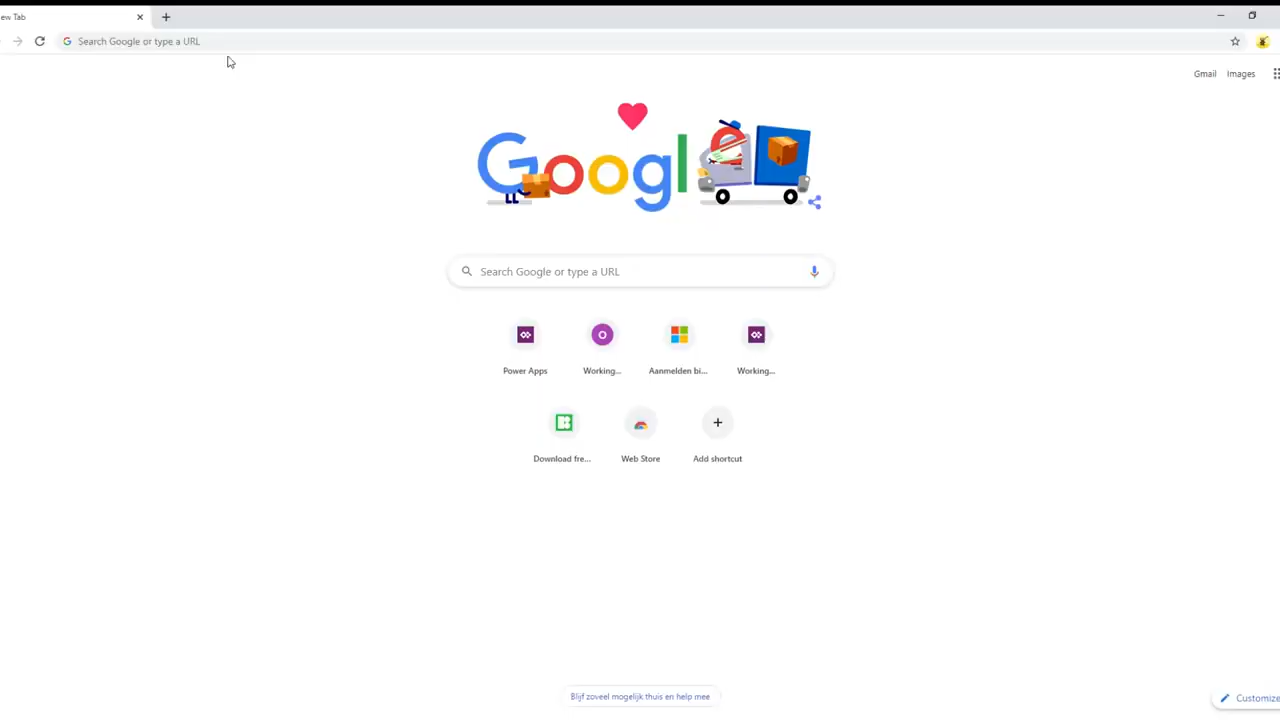 ew Tab
Search Google or type a URL
Gmail Images
Google
Search Google or type a URL
Power Apps Working... Aanmelden bi... Working...
Download fre... Web Store Add shortcut
Blijf zoveel mogelijk thuis en help mee
Customize